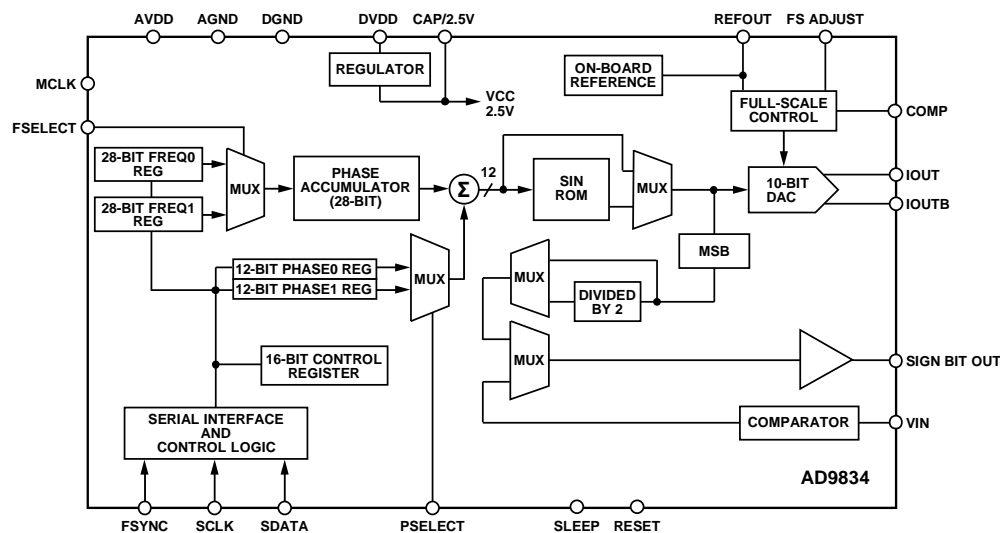 AVDD
AGND
DGND
DVDD
CAP/2.5V
REFOUT
FS ADJUST
MCLK
REGULATOR
VCC
2.5V
ON-BOARD
REFERENCE
FULL-SCALE
CONTROL
COMP
FSELECT
28-BIT FREQ0
REG
28-BIT FREQ1
REG
MUX
PHASE
ACCUMULATOR
(28-BIT)
Σ
12
SIN
ROM
MUX
10-BIT
DAC
IOUT
IOUTB
MSB
12-BIT PHASE0 REG
12-BIT PHASE1 REG
MUX
MUX
DIVIDED
BY 2
MUX
16-BIT CONTROL
REGISTER
SIGN BIT OUT
SERIAL INTERFACE
AND
CONTROL LOGIC
COMPARATOR
VIN
AD9834
FSYNC
SCLK
SDATA
PSELECT
SLEEP
RESET